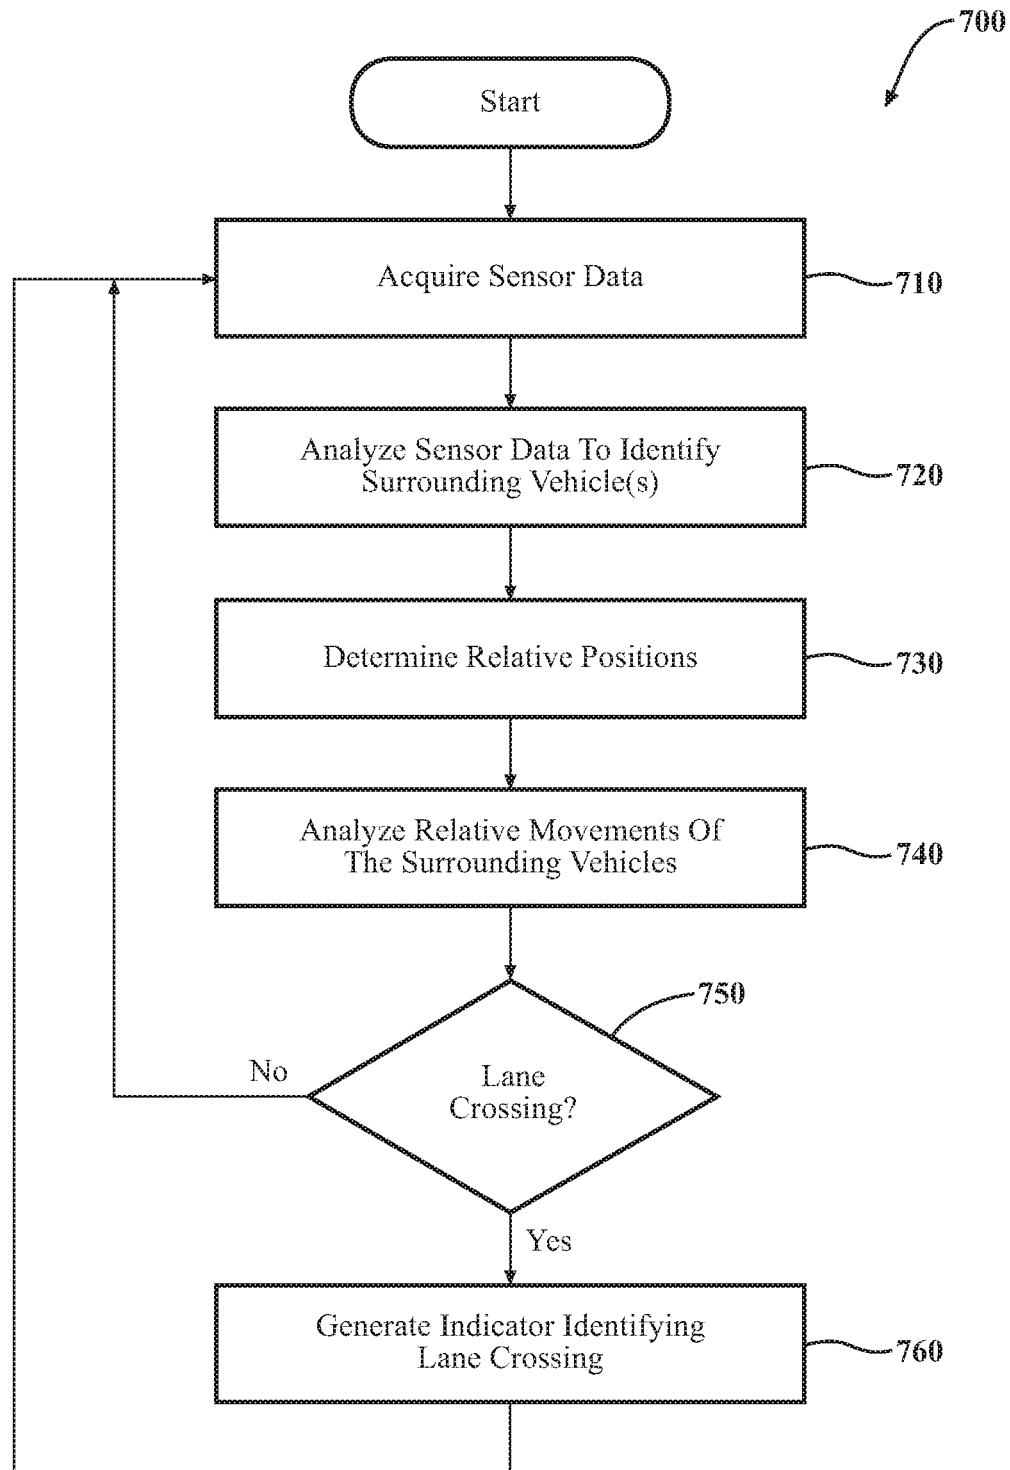 700
Start
Acquire Sensor Data
710
Analyze Sensor Data To Identify
Surrounding Vehicle(s)
720
Determine Relative Positions
730
Analyze Relative Movements Of
The Surrounding Vehicles
740
750
No
Lane
Crossing?
Yes
Generate Indicator Identifying
Lane Crossing
760